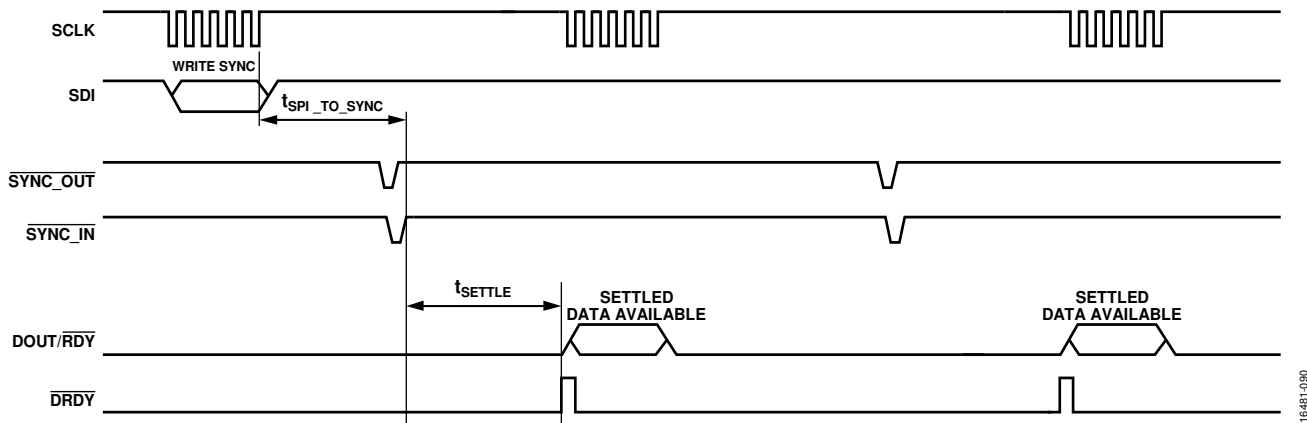 SCLK
WRITE SYNC
SDI
tSPI_TO_SYNC
SYNC_OUT
SYNC_IN
tSETTLE
SETTLED
DATA AVAILABLE
SETTLED
DATA AVAILABLE
DOUT/RDY
DRDY
16481-090